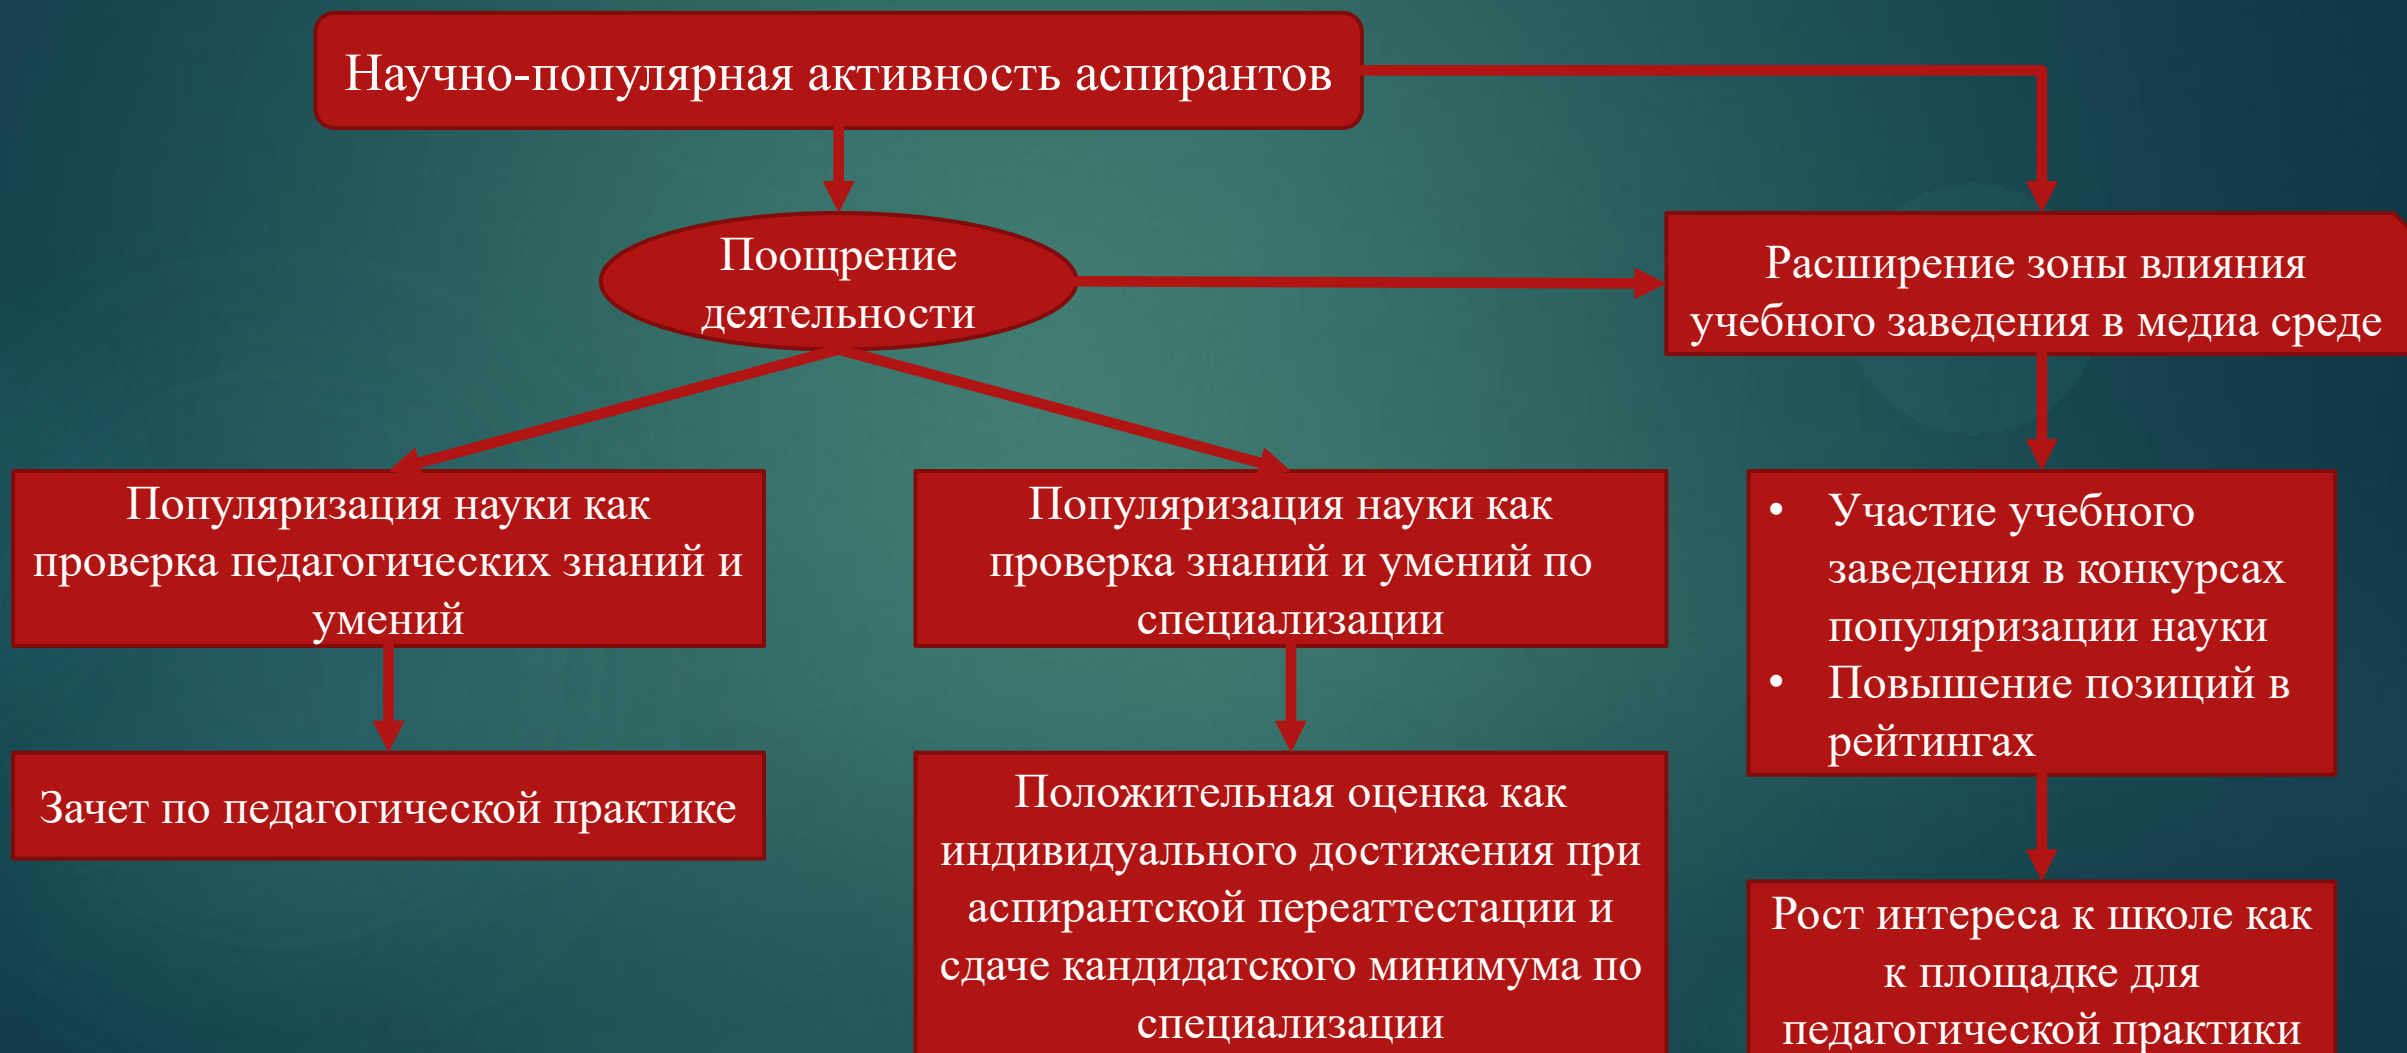 Научно-популярная активность аспирантов
Поощрение
деятельности
Расширение зоны влияния
учебного заведения в медиа среде
Популяризация науки как
проверка педагогических знаний и
умений
Популяризация науки как
проверка знаний и умений по
специализации
• Участие учебного
заведения в конкурсах
популяризации науки
• Повышение позиций в
рейтингах
Зачет по педагогической практике
Положительная оценка как
индивидуального достижения при
аспирантской переаттестации и
сдаче кандидатского минимума по
специализации
Рост интереса к школе как
к площадке для
педагогической практики